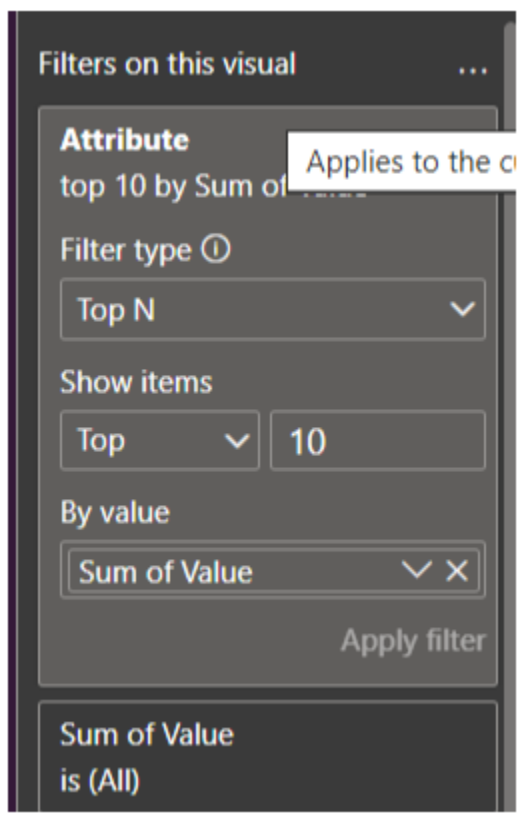 Filters on this visual
...
Attribute
Applies to the
top 10 by Sum of
Filter type
Top N
Show items
Top
10
By value
Sum of Value
Apply filter
Sum of Value
is (All)